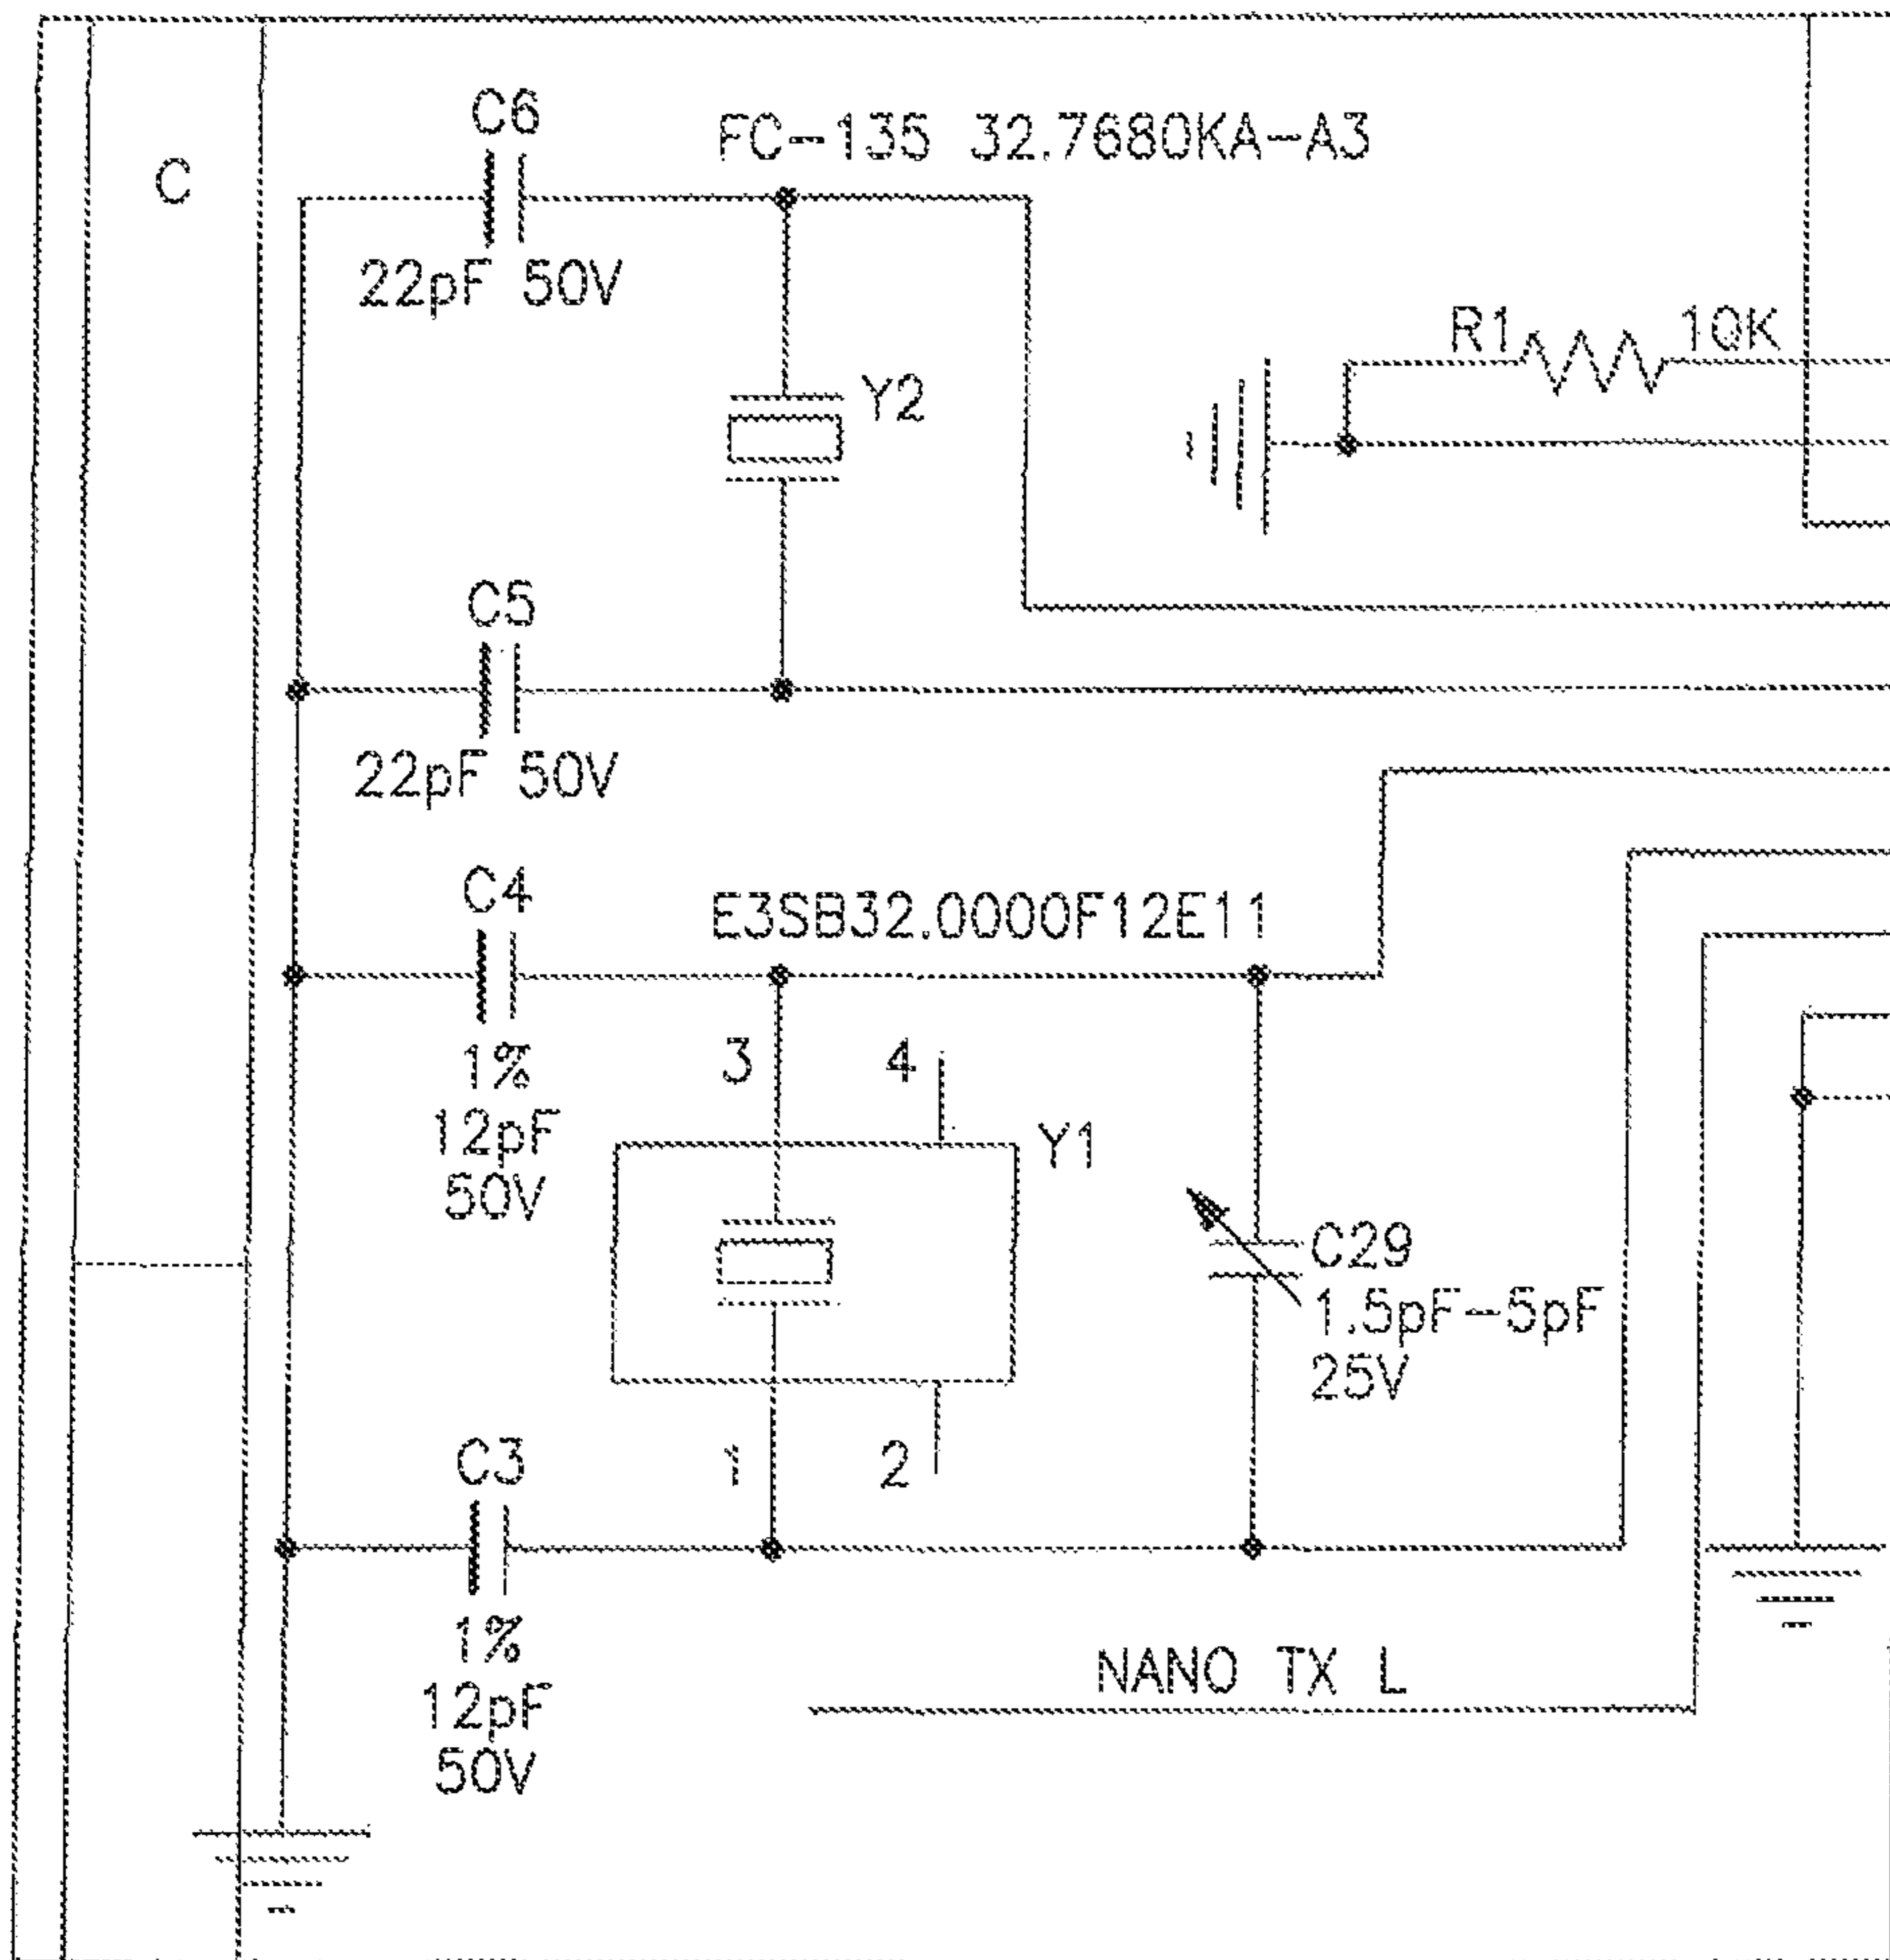 C
C6
FC-135 32.7680KA-A3
22pF 50V
R1 10K
Y2
C5
22pF 50V
C4
E3SB32.0000F12E11
3 4
1%
12pF
50V
Y1
C29
1.5pF-5pF
25V
C3
1 2
1%
12pF
50V
NANO TX L